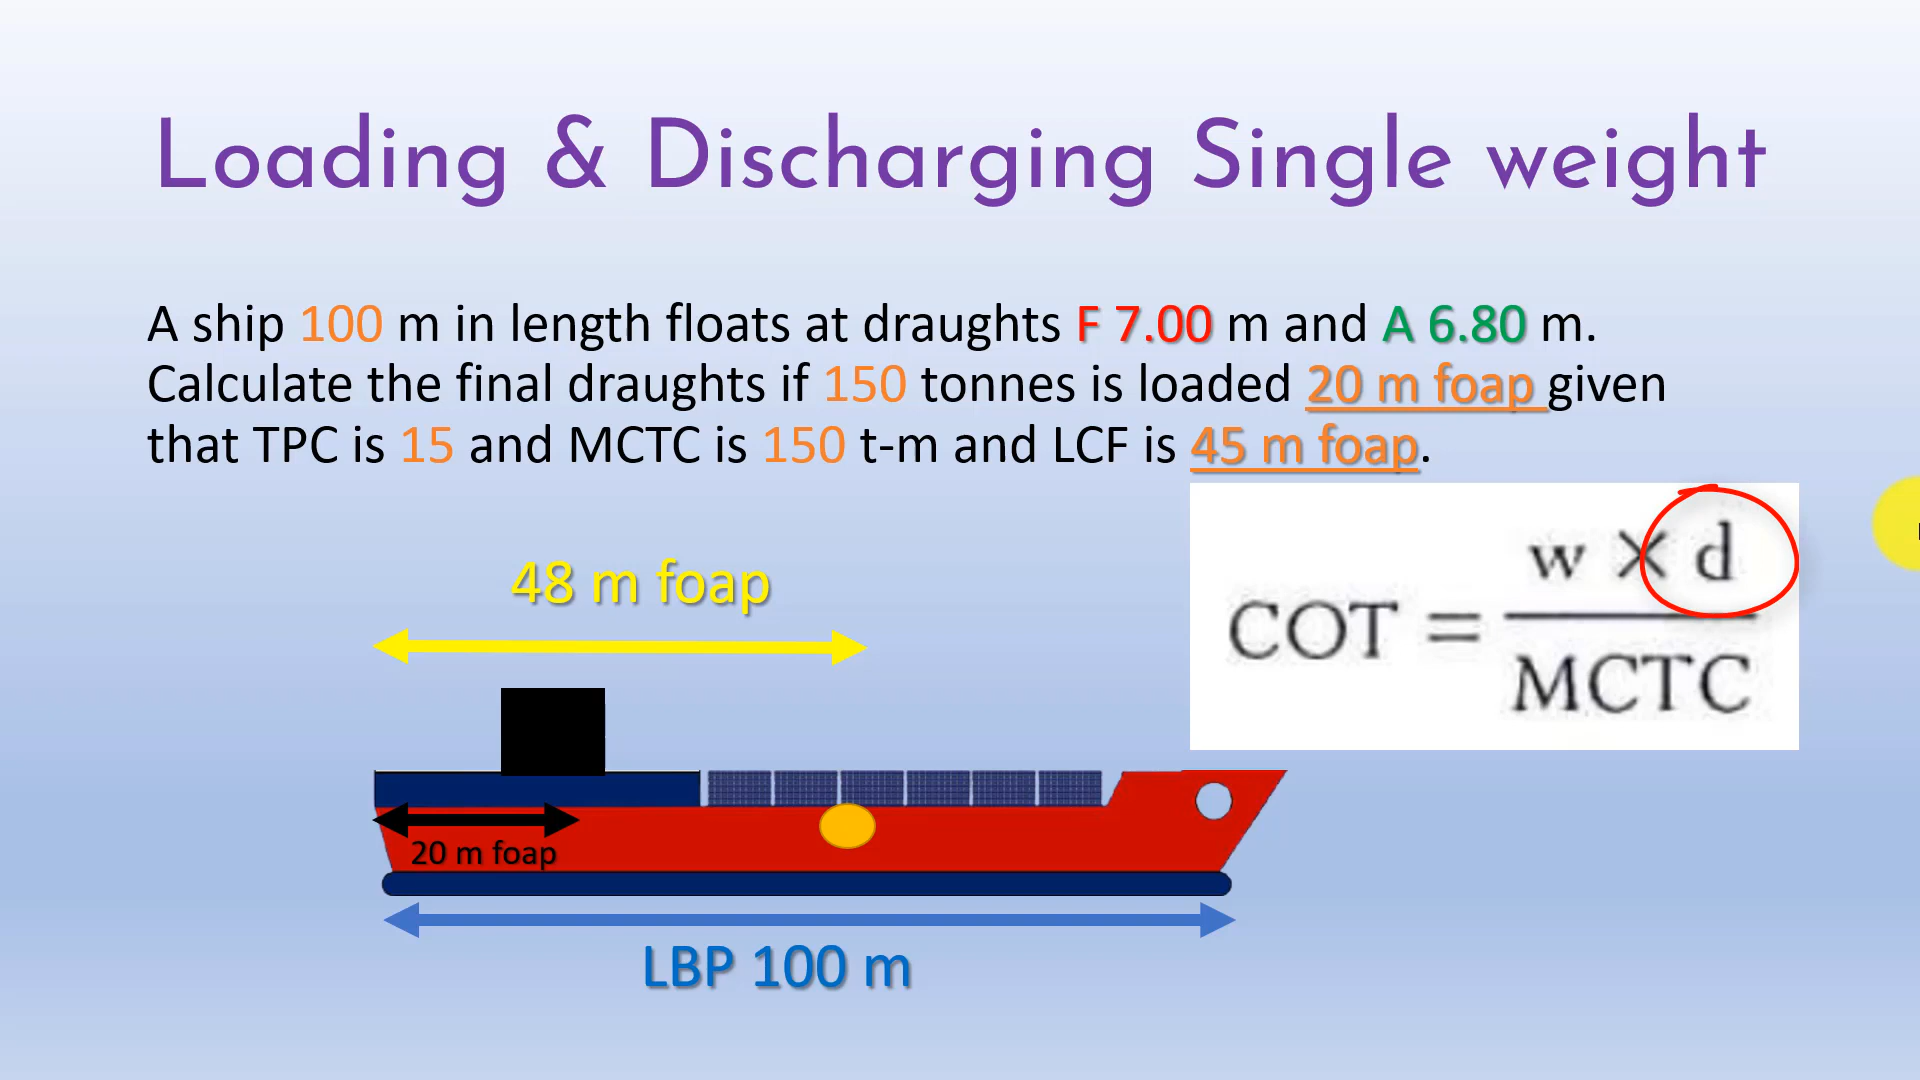 Loading & Discharging Single weight
A ship 100 m in length floats at draughts F 7.00 m and A 6.80 m.
Calculate the final draughts if 150 tonnes is loaded 20 m foap given
that TPC is 15 and MCTC is 150 t-m and LCF is 45 m foap.
COT = w × d
MCTC
48 m foap
20 m foap
LBP 100 m